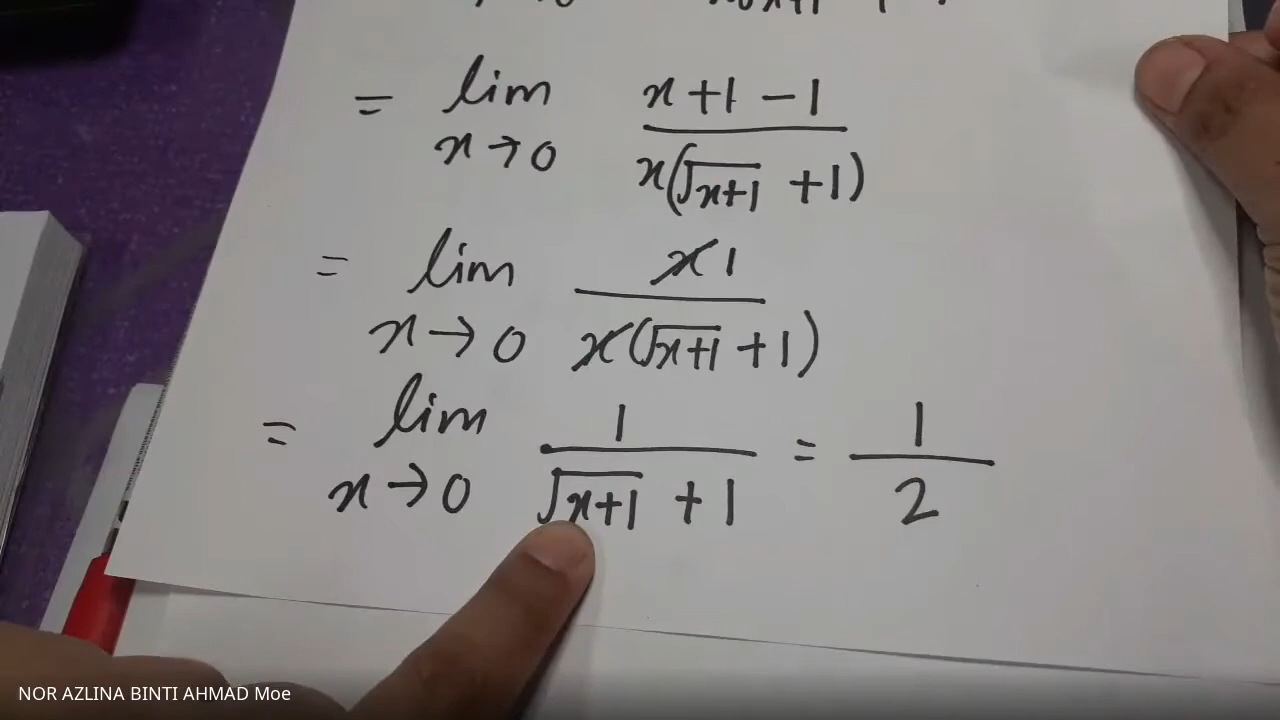 = lim x→0 x+1-1 / x(√x+1 +1)
= lim x→0 x 1 / x(√x+1 +1)
= lim x→0 1 / √x+1 +1 = 1 / 2
NOR AZLINA BINTI AHMAD Moe